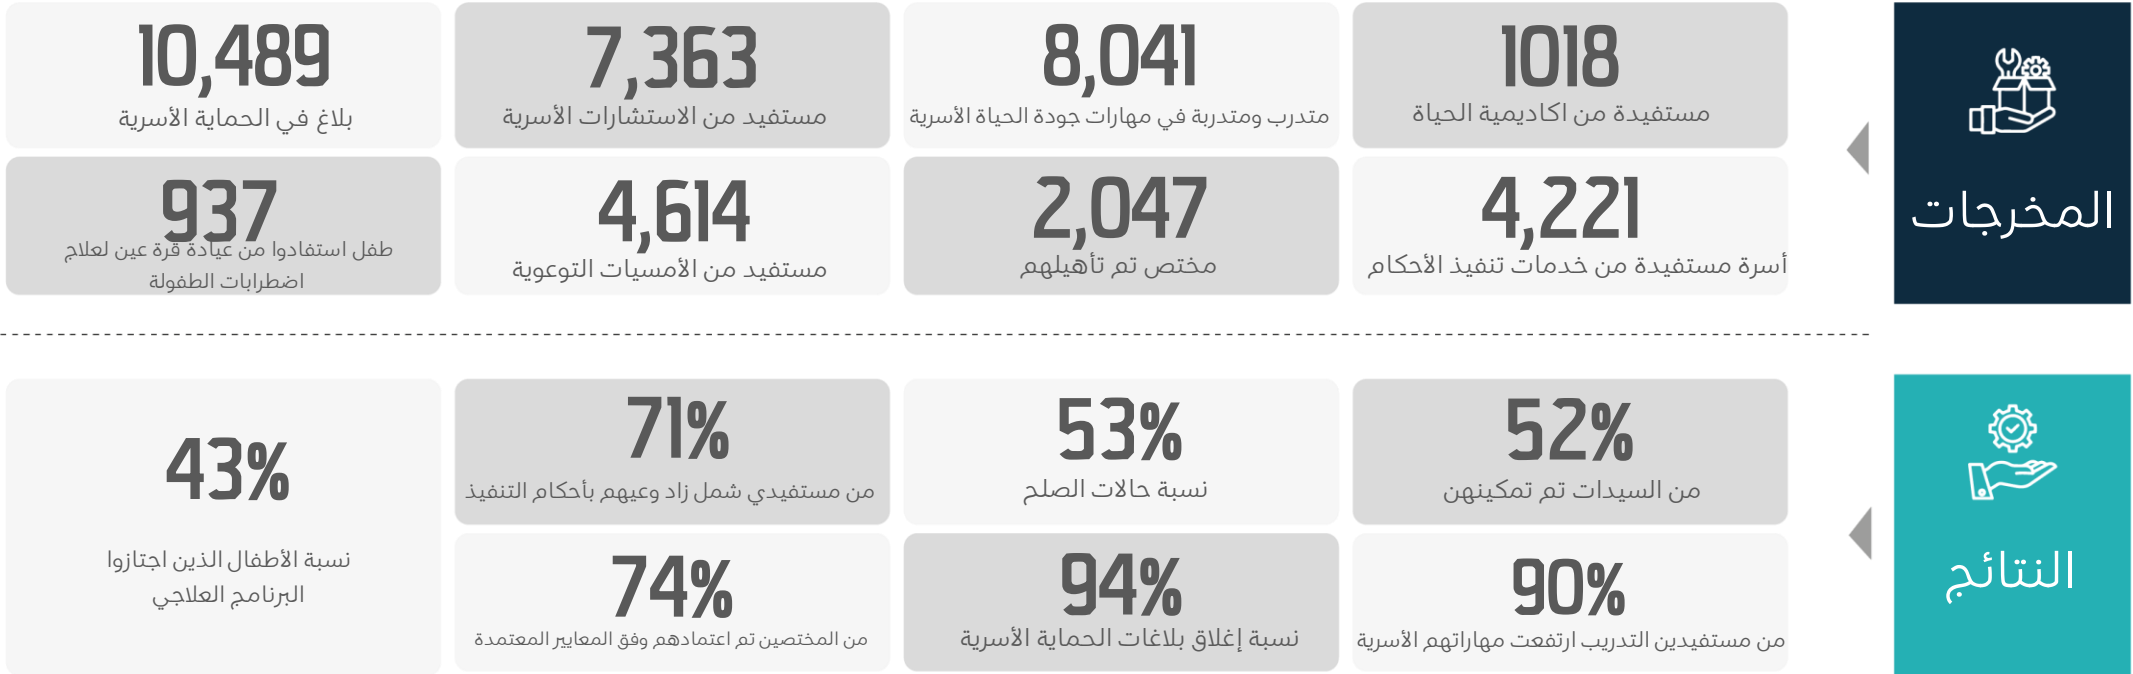 المخرجات
1018
مستفيدة من اكاديمية الحياة
8,041
متدرب ومتدربة في مهارات جودة الحياة الأسرية
7,363
مستفيد من الاستشارات الأسرية
10,489
بلاغ في الحماية الأسرية
4,221
أسرة مستفيدة من خدمات تنفيذ الأحكام
2,047
مختص تم تأهيلهم
4,614
مستفيد من الأمسيات التوعوية
937
طفل استفادوا من عيادة قرة عين لعلاج
اضطرابات الطفولة
النتائج
52%
من السيدات تم تمكينهن
53%
نسبة حالات الصلح
71%
من مستفيدي شمل زاد وعيهم بأحكام التنفيذ
43%
نسبة الأطفال الذين اجتازوا
البرنامج العلاجي
90%
من مستفيدين التدريب ارتفعت مهاراتهم الأسرية
94%
نسبة إغلاق بلاغات الحماية الأسرية
74%
من المختصين تم اعتمادهم وفق المعايير المعتمدة